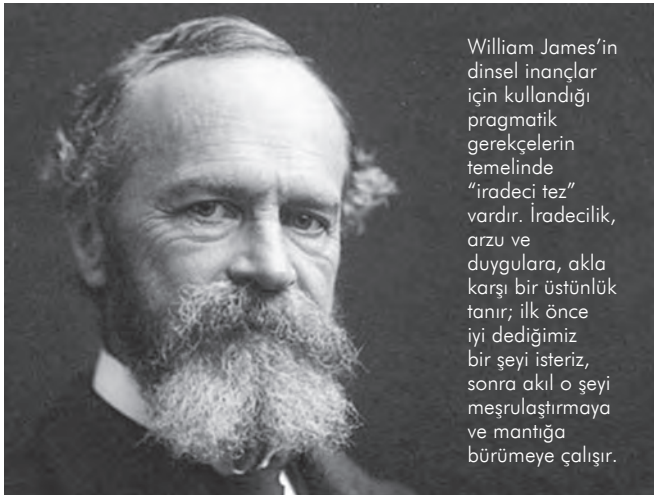 William James’in
dinsel inançlar
için kullandığı
pragmatik
gerekçelerin
temelinde
“iradeci tez”
vardır. İradecilik,
arzu ve
duygulara, akla
karşı bir üstünlük
tanır; ilk önce
iyi dediğimiz
bir şeyi isteriz,
sonra akıl o şeyi
meşrulaştırmaya
ve mantığa
bürümeye çalışır.